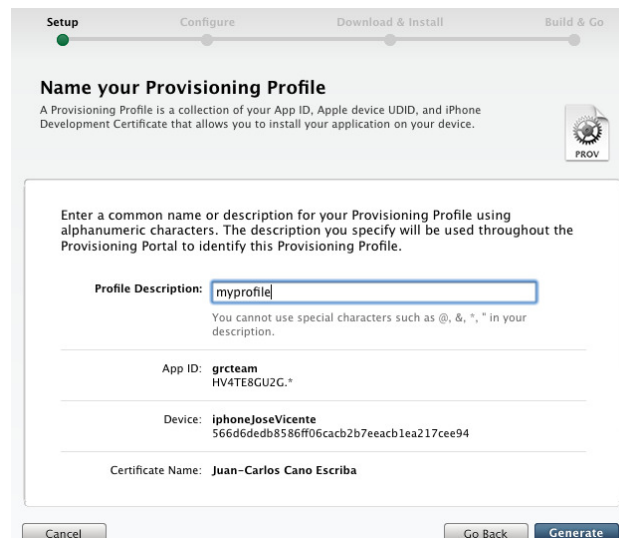 Setup Configure Download & Install Build & Go
Name your Provisioning Profile
A Provisioning Profile is a collection of your App ID, Apple device UDID, and iPhone
Development Certificate that allows you to install your application on your device.
PROV
Enter a common name or description for your Provisioning Profile using
alphanumeric characters. The description you specify will be used throughout the
Provisioning Portal to identify this Provisioning Profile.
Profile Description: myprofile
You cannot use special characters such as @, &, *, " in your
description.
App ID: grcteam
HV4TE8GU2G.*
Device: iphoneJoseVicente
566d6dedb8586ff06cacb2b7eeacb1ea217cee94
Certificate Name: Juan-Carlos Cano Escriba
Cancel Go Back Generate